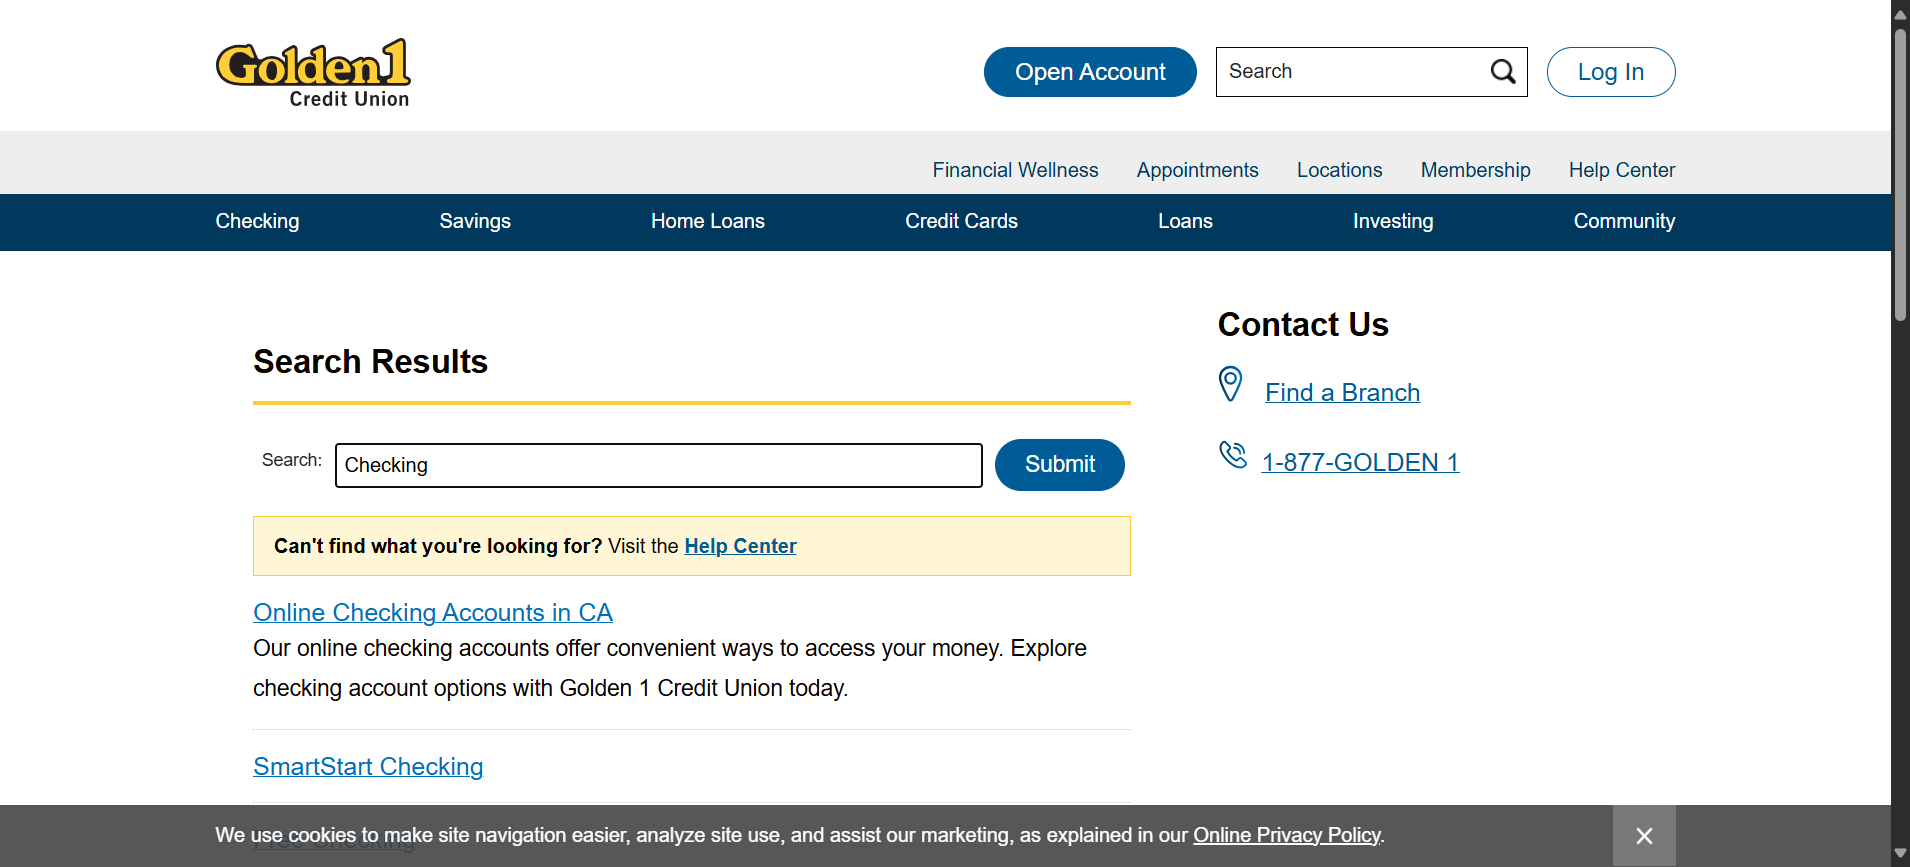 Golden 1
Credit Union
Open Account
Search
Log In
Financial Wellness
Appointments
Locations
Membership
Help Center
Checking
Savings
Home Loans
Credit Cards
Loans
Investing
Community
Search Results
Search:
Checking
Submit
Can't find what you're looking for? Visit the Help Center
Online Checking Accounts in CA
Our online checking accounts offer convenient ways to access your money. Explore
checking account options with Golden 1 Credit Union today.
SmartStart Checking
Free Checking
Contact Us
Find a Branch
1-877-GOLDEN 1
We use cookies to make site navigation easier, analyze site use, and assist our marketing, as explained in our Online Privacy Policy.